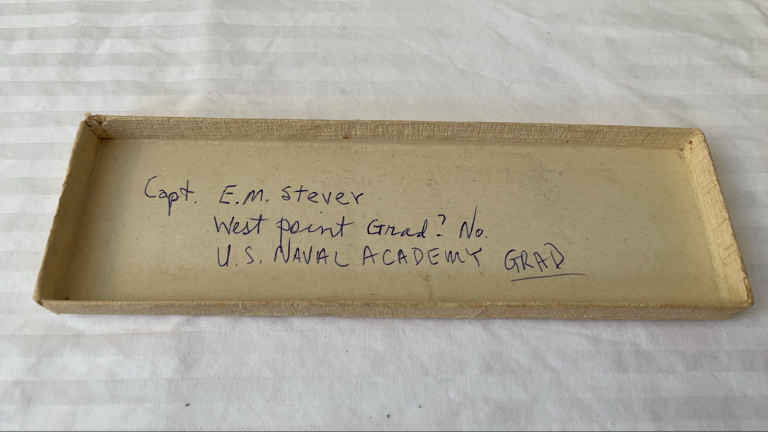 Capt. E.M. Stever
West point Grad? No.
U.S. NAVAL ACADEMY GRAD